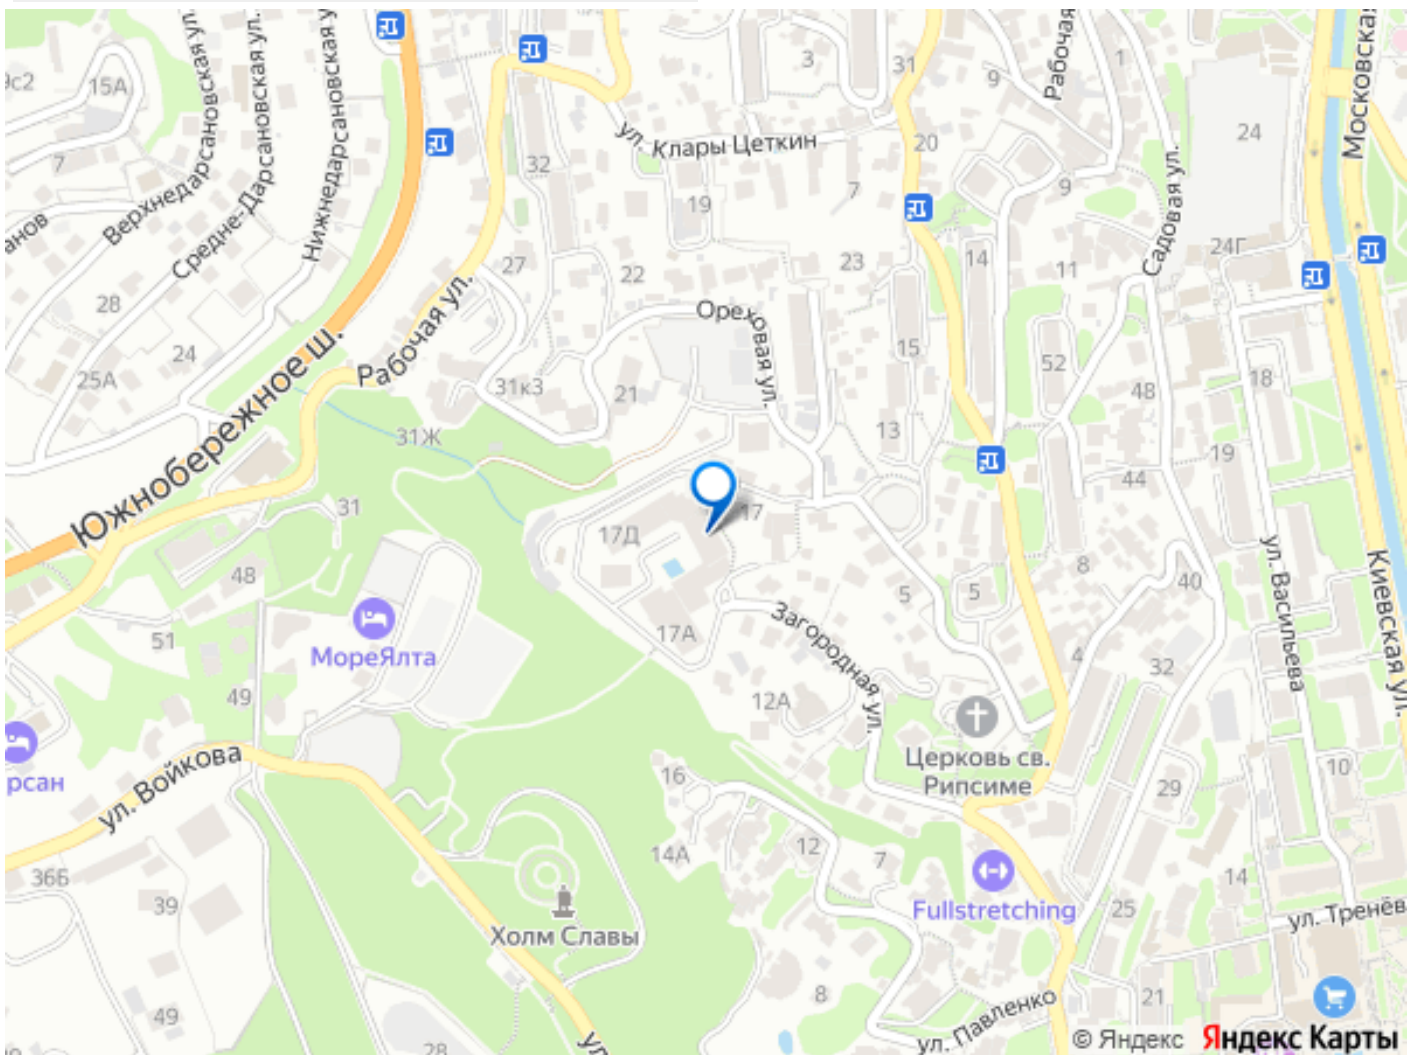 15А
7
Верхнедарсановская ул.
Средне-Дарсановская ул.
Нижнедарсановская ул.
28
24
25А
Южнобережное ш.
Рабочая ул.
32
27
ул. Клары Цеткин
3
31
20
9
Рабочая
1
19
7
22
23
14
9
11
Садовая ул.
24
24Г
Московская
Ореховая ул.
31к3
21
15
13
52
48
18
19
44
31Ж
31
48
51
49
17Д
17
17А
МореЯлта
Загородная ул.
12А
5
5
8
40
4
32
ул. Васильева
Киевская ул.
рсан
ул. Войкова
36Б
39
49
28
16
14А
12
7
8
Церковь св.
Рипсиме
29
10
14
25
21
Fullstretching
Холм Славы
ул. Тренёв
ул. Павленко
© Яндекс Яндекс Карты